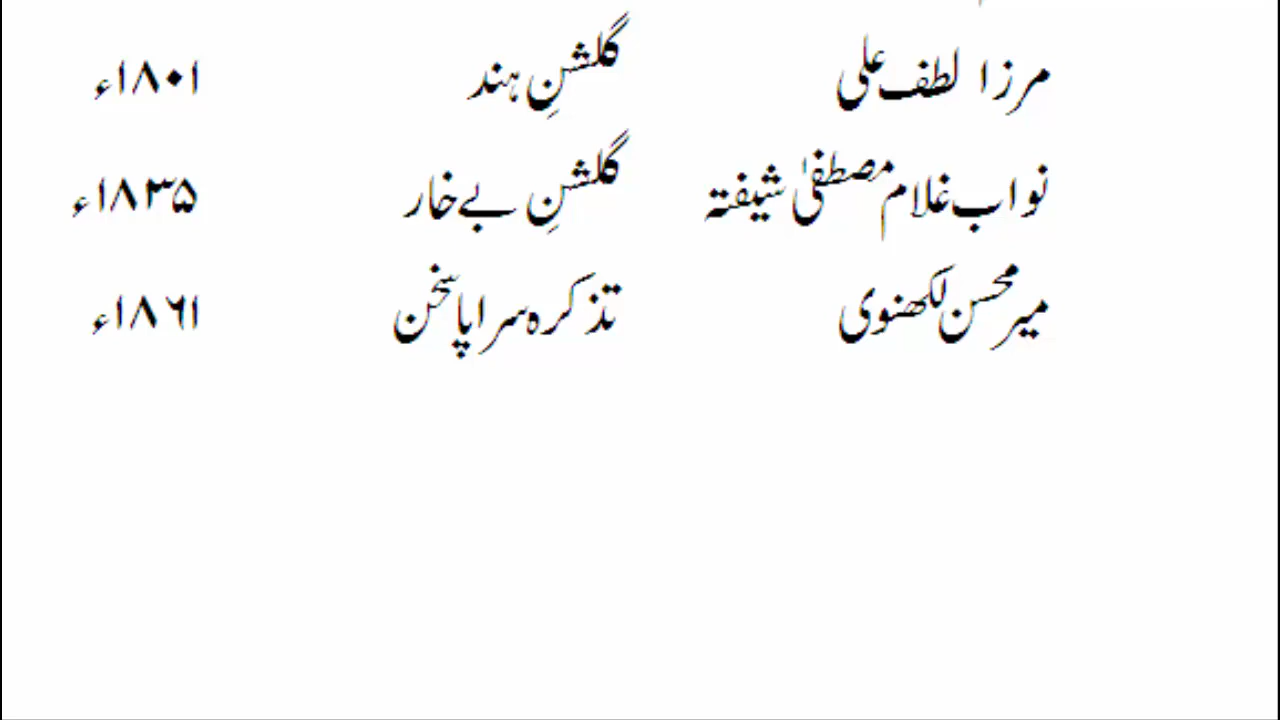 مرزا لطف علی گلشنِ ہند ۱۸۰۱ء
نواب غلام مصطفیٰ شیفتہ گلشنِ بے خار ۱۸۳۵ء
میر محسن لکھنوی تذکرہ سراپا سخن ۱۸۶۱ء